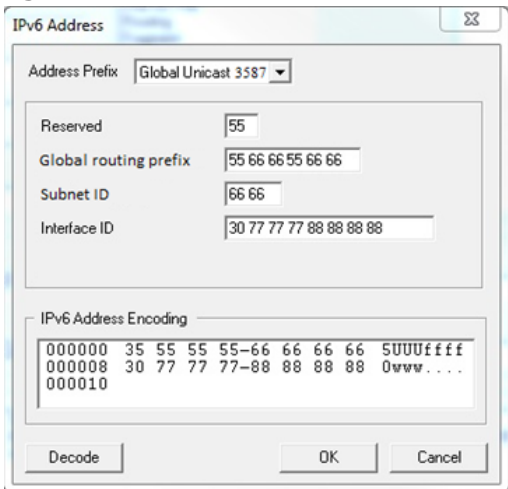 IPv6 Address
Address Prefix Global Unicast 3587
Reserved 55
Global routing prefix 55 66 66 55 66 66
Subnet ID 66 66
Interface ID 30 77 77 77 88 88 88 88
IPv6 Address Encoding
000000 35 55 55 55-66 66 66 66 5UUUffff
000008 30 77 77 77-88 88 88 88 0www....
000010
Decode OK Cancel